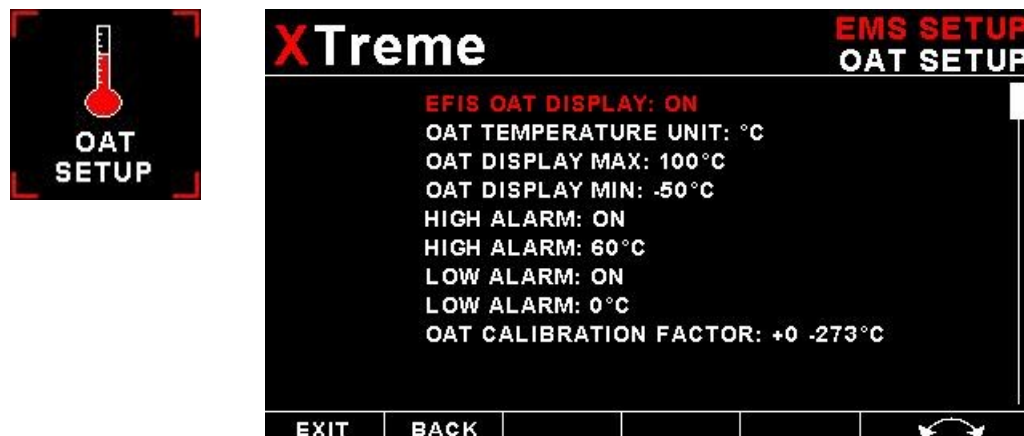 OAT
SETUP
XTreme
EMS SETUP
OAT SETUP
EFIS OAT DISPLAY: ON
OAT TEMPERATURE UNIT: °C
OAT DISPLAY MAX: 100°C
OAT DISPLAY MIN: -50°C
HIGH ALARM: ON
HIGH ALARM: 60°C
LOW ALARM: ON
LOW ALARM: 0°C
OAT CALIBRATION FACTOR: +0 -273°C
EXIT BACK